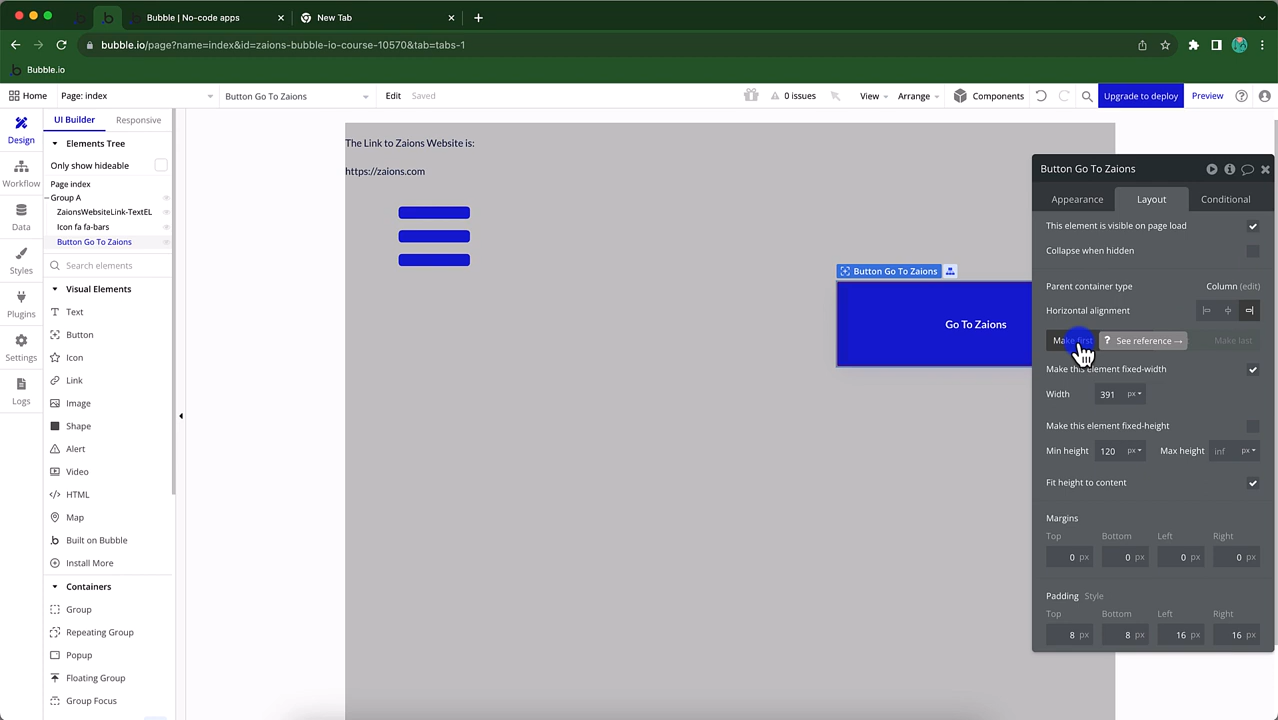 Bubble | No-code apps
New Tab
bubble.io/page?name=index&id=zaions-bubble-io-course-10570&tab=tabs-1
Bubble.io
Home
Page: index
Button Go To Zaions
Edit
Saved
0 issues
View
Arrange
Components
Upgrade to deploy
Preview
Design
Workflow
Data
Styles
Plugins
Settings
Logs
UI Builder
Responsive
Elements Tree
Only show hideable
Page index
Group A
ZaionsWebsiteLink-TextEL
Icon fa fa-bars
Button Go To Zaions
Search elements
Visual Elements
Text
Button
Icon
Link
Image
Shape
Alert
Video
HTML
Map
Built on Bubble
Install More
Containers
Group
Repeating Group
Popup
Floating Group
Group Focus
The Link to Zaions Website is:
https://zaions.com
Button Go To Zaions
Go To Zaions
Button Go To Zaions
Appearance
Layout
Conditional
This element is visible on page load
Collapse when hidden
Parent container type
Column (edit)
Horizontal alignment
Make first
? See reference →
Make last
Make this element fixed-width
Width 391 px
Make this element fixed-height
Min height 120 px Max height inf px
Fit height to content
Margins
Top Bottom Left Right
0 px 0 px 0 px 0 px
Padding Style
Top Bottom Left Right
8 px 8 px 16 px 16 px